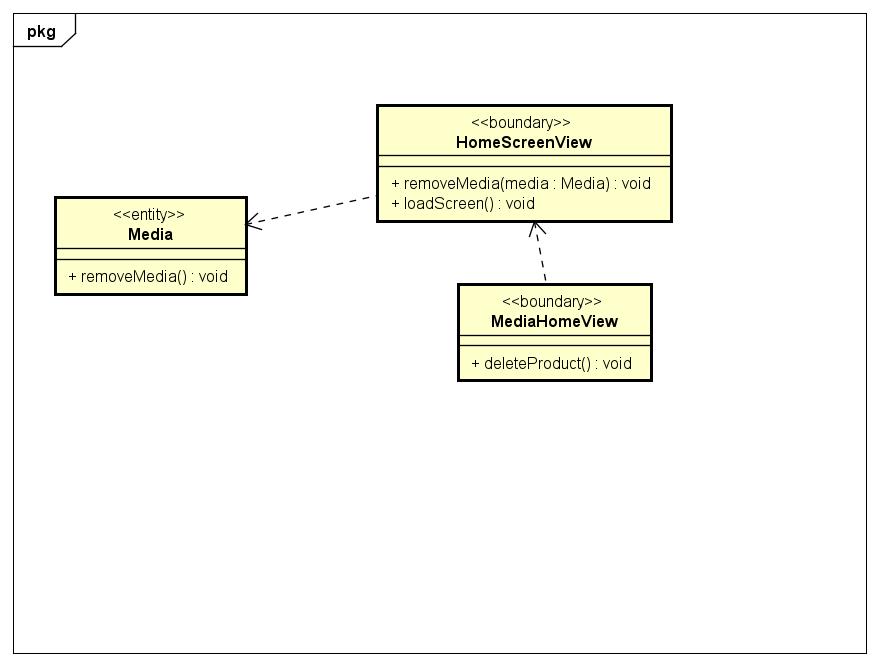 pkg
<<boundary>>
HomeScreenView
+ removeMedia(media : Media) : void
+ loadScreen() : void
<<entity>>
Media
+ removeMedia() : void
<<boundary>>
MediaHomeView
+ deleteProduct() : void